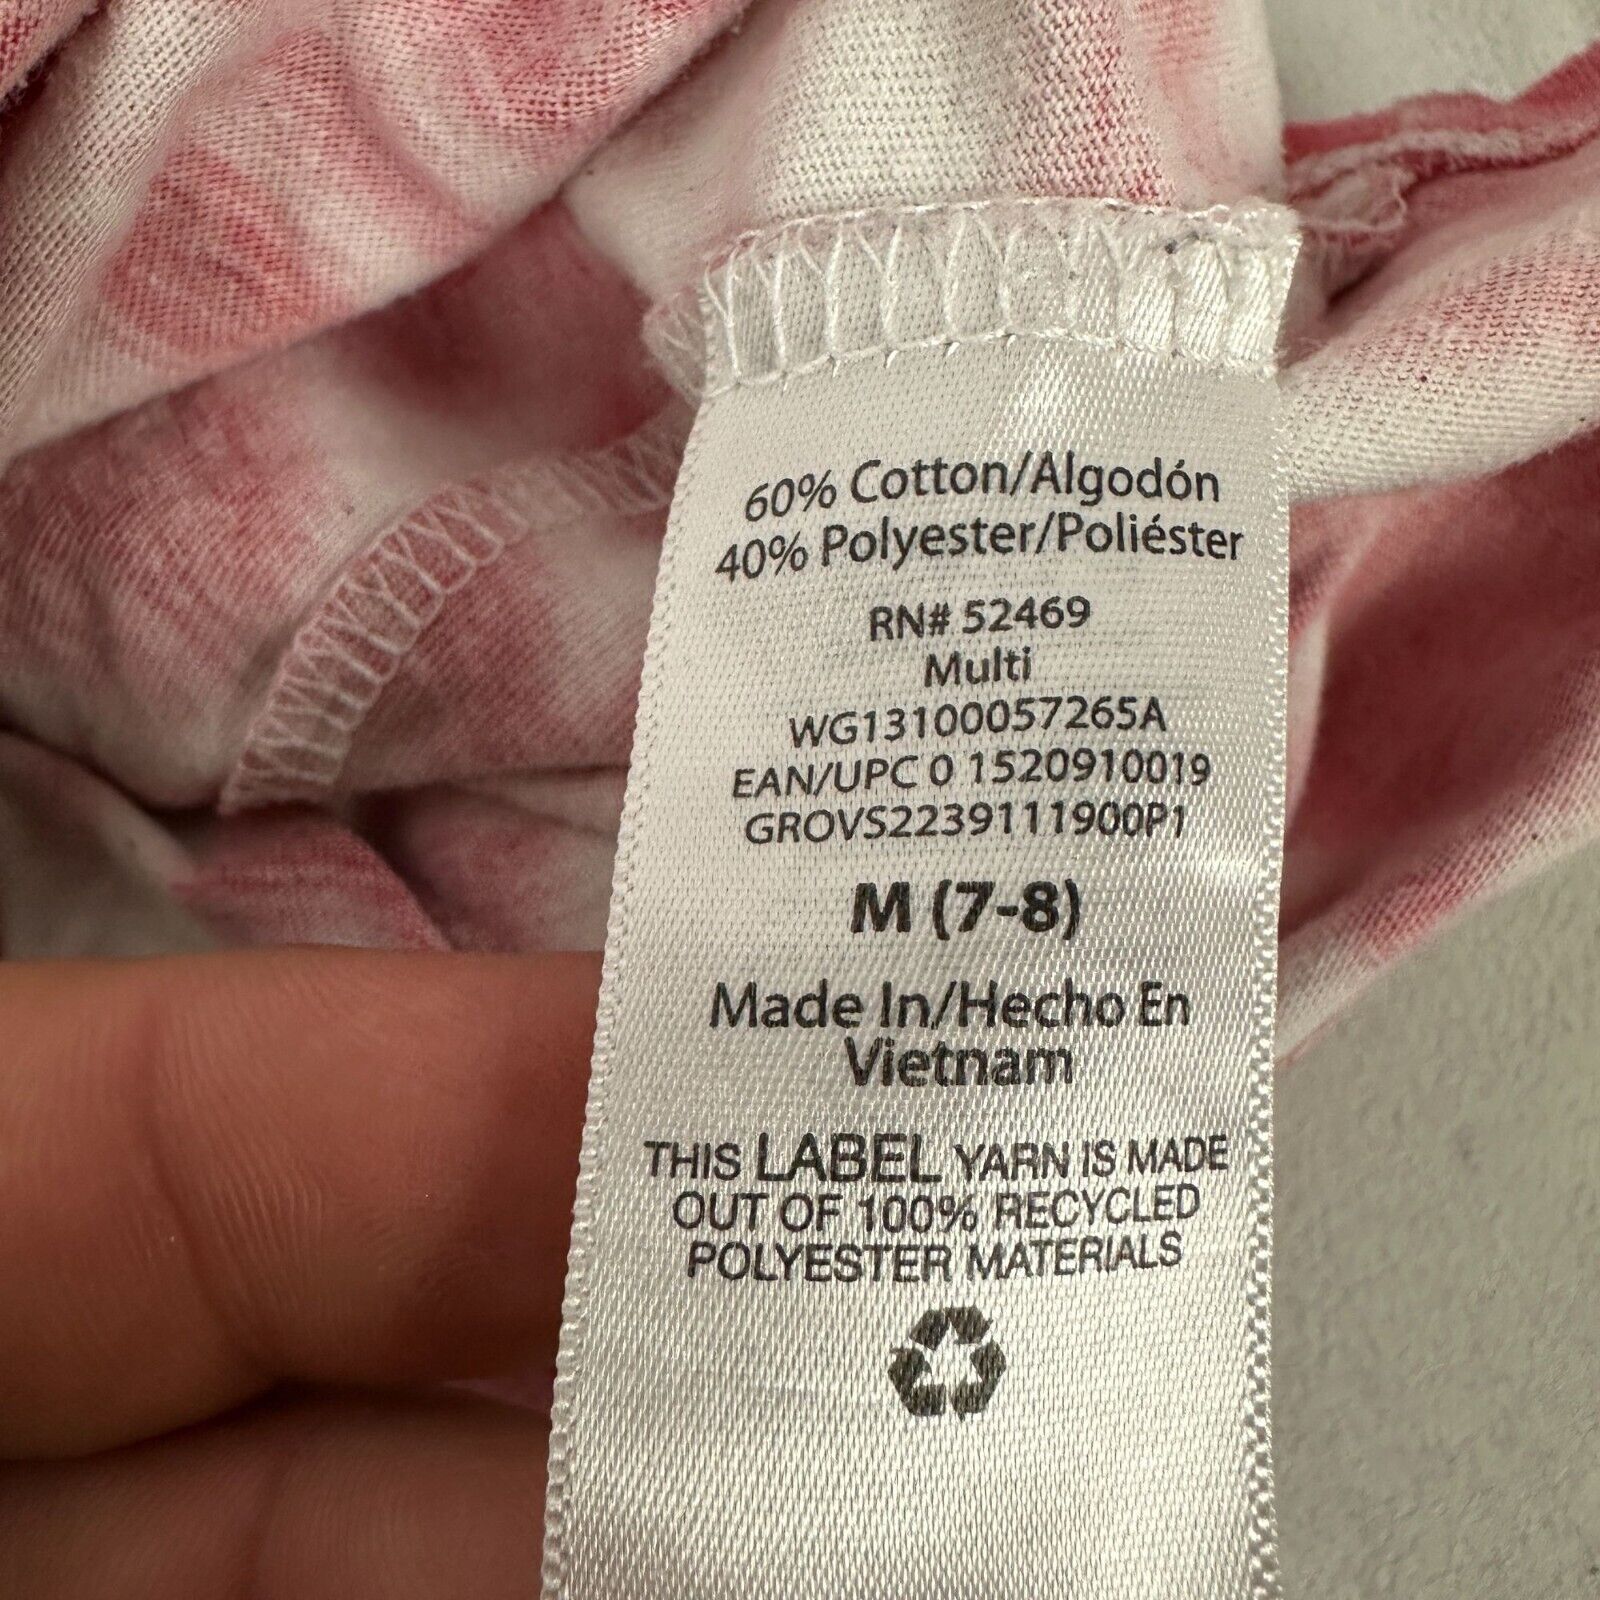 60% Cotton/Algodón
40% Polyester/Poliéster
RN# 52469
Multi
WG13100057265A
EAN/UPC 0 1520910019
GROVS2239111900P1
M (7-8)
Made In/Hecho En
Vietnam
THIS LABEL YARN IS MADE
OUT OF 100% RECYCLED
POLYESTER MATERIALS